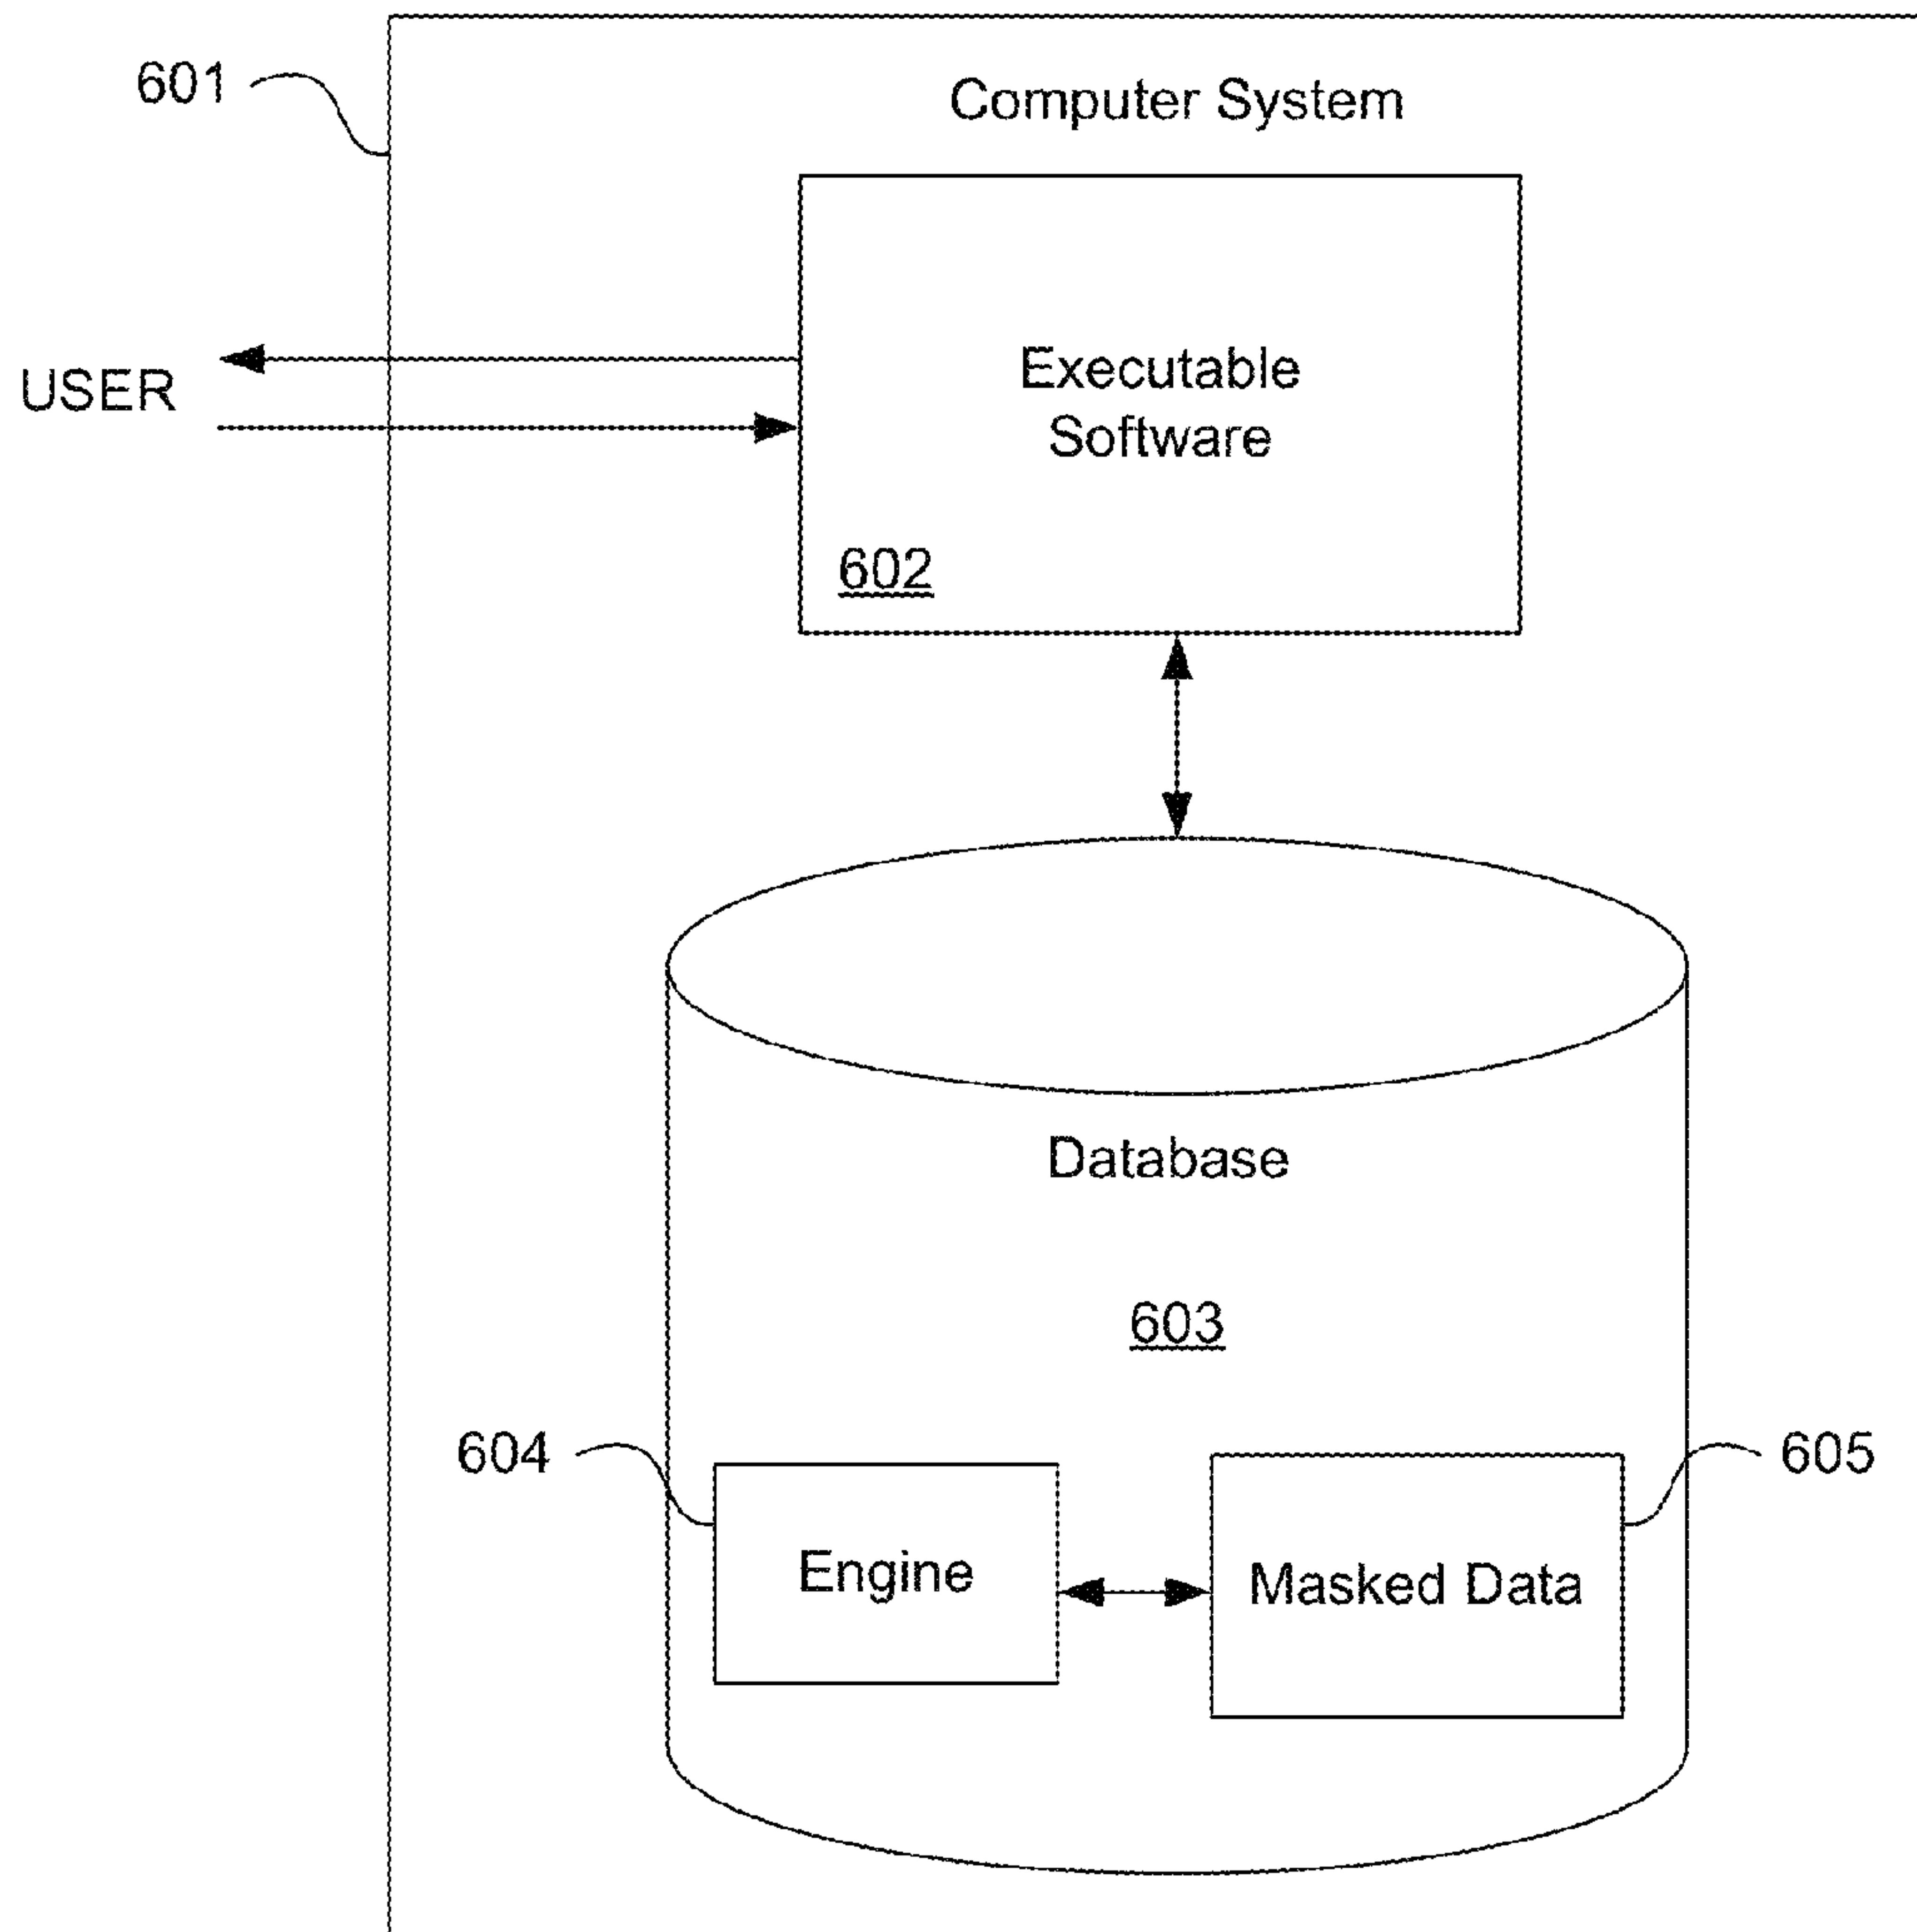 601
Computer System
USER
Executable
Software
602
Database
603
604
605
Engine
Masked Data